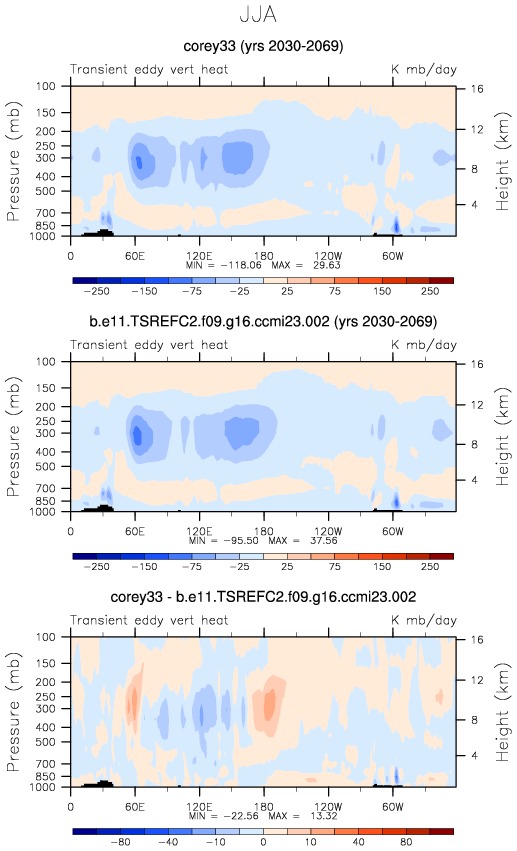 JJA
corey33 (yrs 2030-2069)
Transient eddy vert heat K mb/day
100 16
200 12
250
300 8
400
500 4
700
850
1000
Pressure (mb) Height (km)
0 60E 120E 180 120W 60W
MIN = -118.06 MAX = 29.63
-250 -150 -75 -25 25 75 150 250
b.e11.TSREFC2.f09.g16.ccmi23.002 (yrs 2030-2069)
Transient eddy vert heat K mb/day
100 16
200 12
250
300 8
400
500 4
700
850
1000
Pressure (mb) Height (km)
0 60E 120E 180 120W 60W
MIN = -95.50 MAX = 37.56
-250 -150 -75 -25 25 75 150 250
corey33 - b.e11.TSREFC2.f09.g16.ccmi23.002
Transient eddy vert heat K mb/day
100 16
200 12
250
300 8
400
500 4
700
850
1000
Pressure (mb) Height (km)
0 60E 120E 180 120W 60W
MIN = -22.56 MAX = 13.32
-80 -40 -10 0 10 40 80